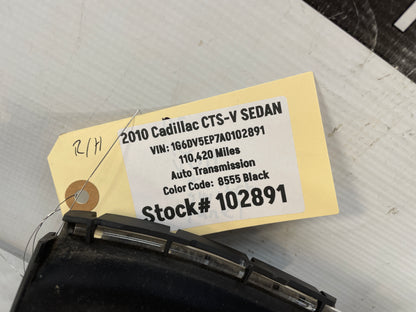 R/H
2010 Cadillac CTS-V SEDAN
VIN: 1G6DV5EP7A0102891
110,420 Miles
Auto Transmission
Color Code: 8555 Black
Stock# 102891